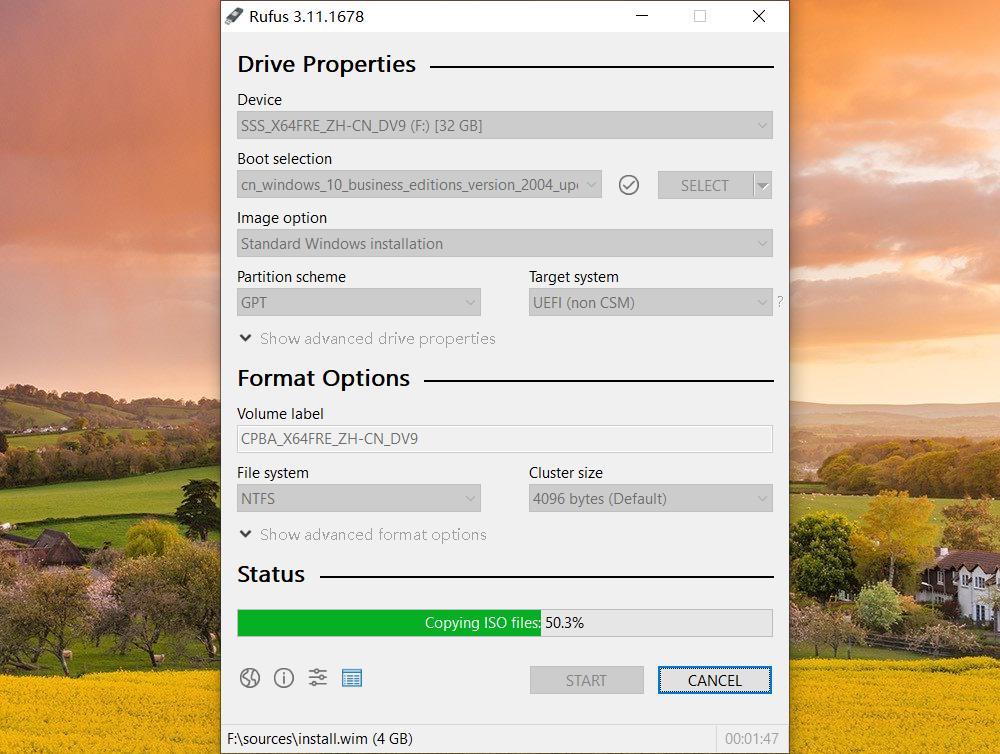 Rufus 3.11.1678
Drive Properties
Device
SSS_X64FRE_ZH-CN_DV9 (F:) [32 GB]
Boot selection
cn_windows_10_business_editions_version_2004_upd
SELECT
Image option
Standard Windows installation
Partition scheme
Target system
GPT
UEFI (non CSM)
?
Show advanced drive properties
Format Options
Volume label
CPBA_X64FRE_ZH-CN_DV9
File system
Cluster size
NTFS
4096 bytes (Default)
Show advanced format options
Status
Copying ISO files: 50.3%
START
CANCEL
F:\sources\install.wim (4 GB)
00:01:47